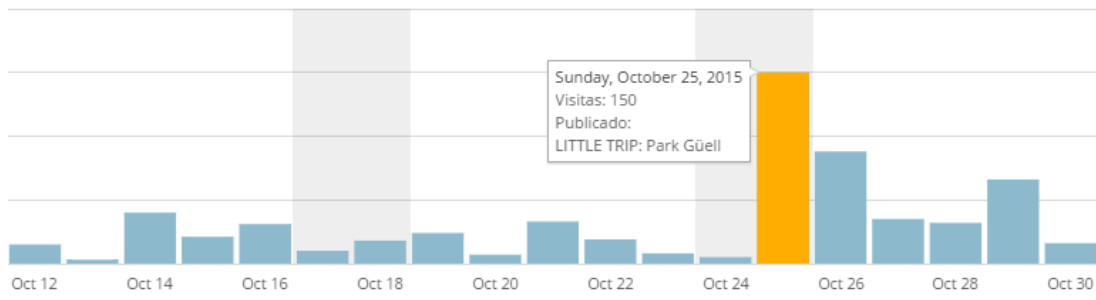 Sunday, October 25, 2015
Visitas: 150
Publicado:
LITTLE TRIP: Park Güell
Oct 12 Oct 14 Oct 16 Oct 18 Oct 20 Oct 22 Oct 24 Oct 26 Oct 28 Oct 30